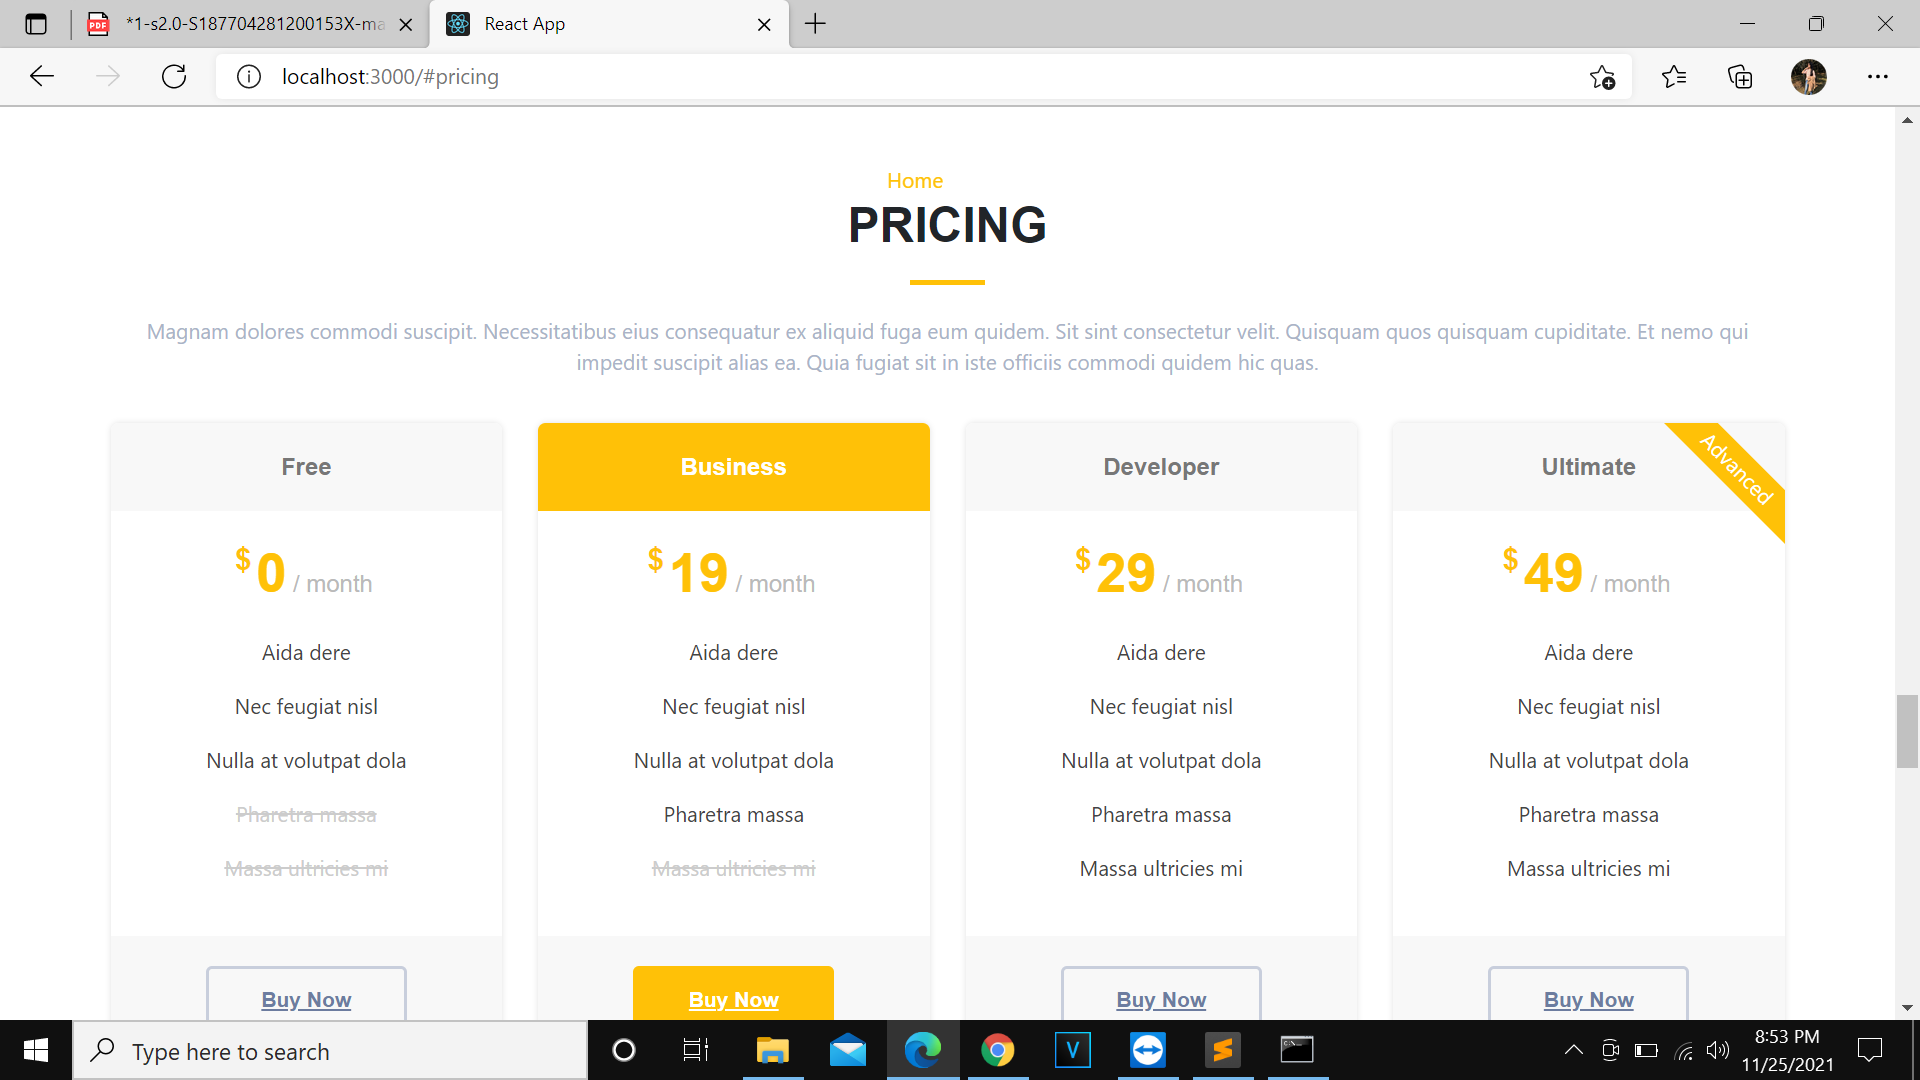 *1-s2.0-S187704281200153X-ma
React App
localhost:3000/#pricing
Home
PRICING
Magnam dolores commodi suscipit. Necessitatibus eius consequatur ex aliquid fuga eum quidem. Sit sint consectetur velit. Quisquam quos quisquam cupiditate. Et nemo qui
impedit suscipit alias ea. Quia fugiat sit in iste officiis commodi quidem hic quas.
Free
$0 / month
Aida dere
Nec feugiat nisl
Nulla at volutpat dola
Pharetra massa
Massa ultricies mi
Buy Now
Business
$19 / month
Aida dere
Nec feugiat nisl
Nulla at volutpat dola
Pharetra massa
Massa ultricies mi
Buy Now
Developer
$29 / month
Aida dere
Nec feugiat nisl
Nulla at volutpat dola
Pharetra massa
Massa ultricies mi
Buy Now
Ultimate
Advanced
$49 / month
Aida dere
Nec feugiat nisl
Nulla at volutpat dola
Pharetra massa
Massa ultricies mi
Buy Now
Type here to search
8:53 PM
11/25/2021